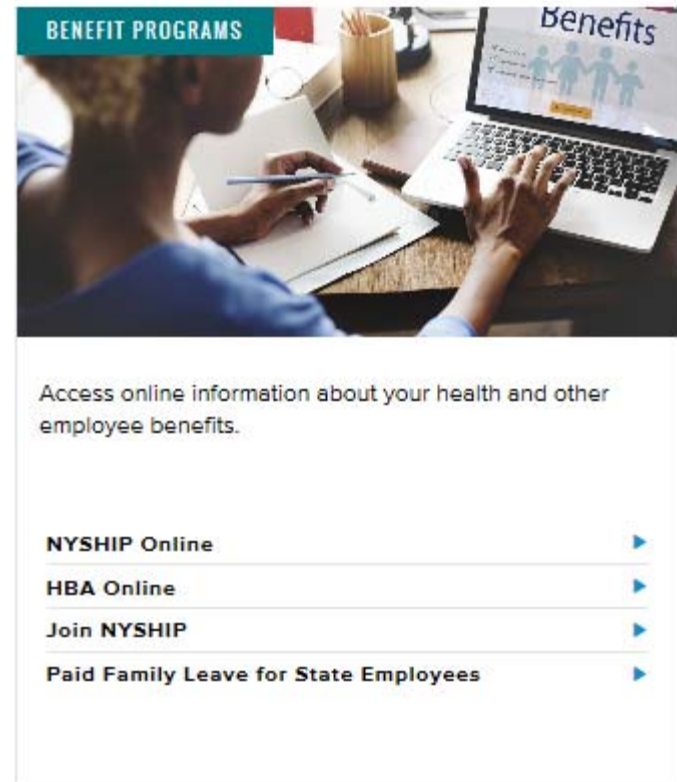 BENEFIT PROGRAMS
Benefits
Access online information about your health and other
employee benefits.
NYSHIP Online
HBA Online
Join NYSHIP
Paid Family Leave for State Employees